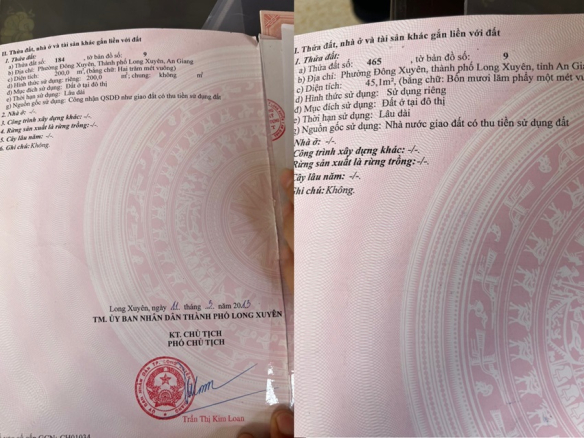 II. Thửa đất, nhà ở và tài sản khác gắn liền với đất
1. Thửa đất:
a) Thửa đất số: 184 , tờ bản đồ số: 9
b) Địa chỉ: Phường Đông Xuyên, Thành phố Long Xuyên, An Giang
c) Diện tích: 200,0 m², (bằng chữ: Hai trăm mét vuông)
d) Hình thức sử dụng: riêng: 200,0 m²; chung: không m²
đ) Mục đích sử dụng: Đất ở tại đô thị
e) Thời hạn sử dụng: Lâu dài
g) Nguồn gốc sử dụng: Công nhận QSDĐ như giao đất có thu tiền sử dụng đất
2. Nhà ở: -/-.
3. Công trình xây dựng khác: -/-.
4. Rừng sản xuất là rừng trồng:-/-.
5. Cây lâu năm: -/-.
6. Ghi chú:Không.
Long Xuyên, ngày tháng năm 20
TM. ỦY BAN NHÂN DÂN THÀNH PHỐ LONG XUYÊN
KT. CHỦ TỊCH
PHÓ CHỦ TỊCH
Trần Thị Kim Loan
GCN: CH01934
II. Thửa đất, nhà ở và tài sản khác gắn liền với đất
1. Thửa đất:
a) Thửa đất số: 465 , tờ bản đồ số: 9
b) Địa chỉ: Phường Đông Xuyên, thành phố Long Xuyên, tỉnh An
c) Diện tích: 45,1m², (bằng chữ: Bốn mươi lăm phẩy một mét
d) Hình thức sử dụng: Sử dụng riêng
đ) Mục đích sử dụng: Đất ở tại đô thị
e) Thời hạn sử dụng: Lâu dài
g) Nguồn gốc sử dụng: Nhà nước giao đất có thu tiền sử dụng đất
Nhà ở: -/-.
Công trình xây dựng khác: -/-.
Rừng sản xuất là rừng trồng:-/-.
Cây lâu năm: -/-.
Ghi chú:Không.